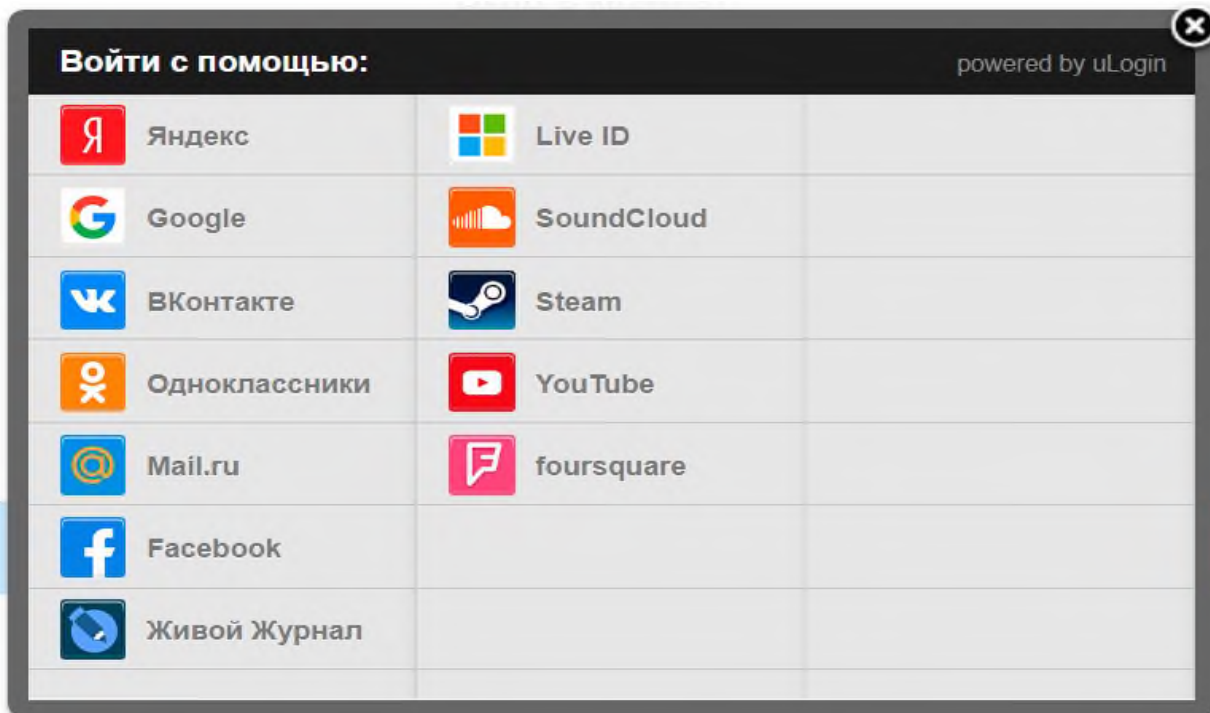 Войти с помощью:
powered by uLogin
Яндекс
Google
ВКонтакте
Одноклассники
Mail.ru
Facebook
Живой Журнал
Live ID
SoundCloud
Steam
YouTube
foursquare